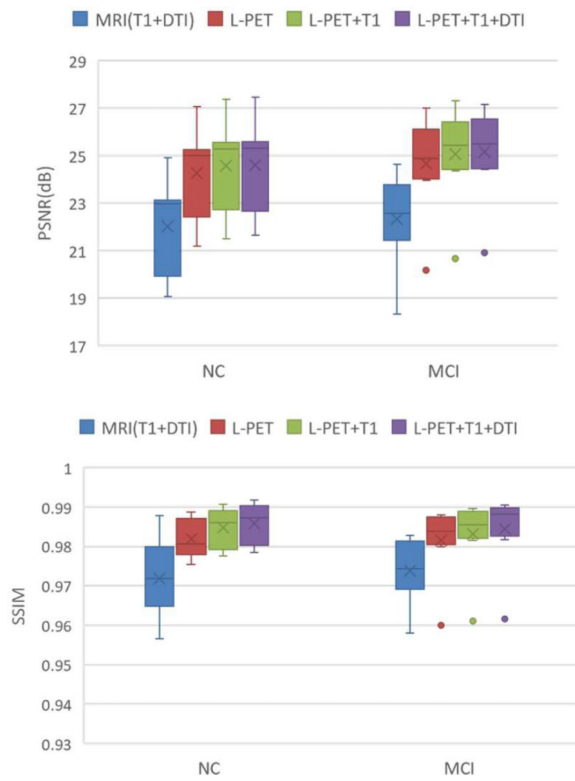 MRI(T1+DTI) L-PET L-PET+T1 L-PET+T1+DTI
29
27
25
23
21
19
17
PSNR(dB)
NC MCI
MRI(T1+DTI) L-PET L-PET+T1 L-PET+T1+DTI
1
0.99
0.98
0.97
0.96
0.95
0.94
0.93
SSIM
NC MCI